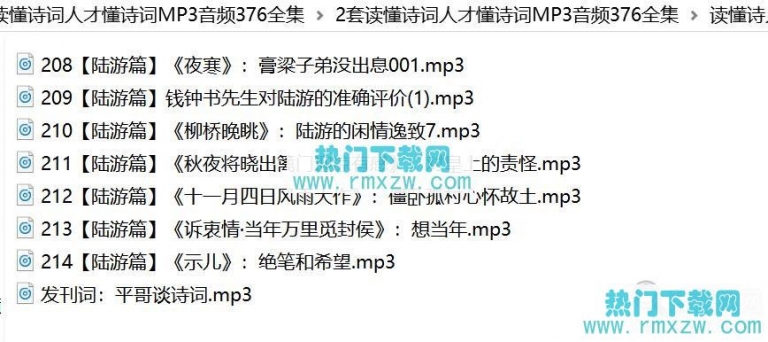 读懂诗词人才懂诗词MP3音频376全集 > 2套读懂诗词人才懂诗词MP3音频376全集 > 读懂诗
208【陆游篇】《夜寒》：膏粱子弟没出息001.mp3
209【陆游篇】钱钟书先生对陆游的准确评价(1).mp3
210【陆游篇】《柳桥晚眺》：陆游的闲情逸致7.mp3
211【陆游篇】《秋夜将晓出 上的责怪.mp3
热门下载网
www.rmxzw.com
212【陆游篇】《十一月四日风雨大作》：僵卧孤村心怀故土.mp3
213【陆游篇】《诉衷情·当年万里觅封侯》：想当年.mp3
214【陆游篇】《示儿》：绝笔和希望.mp3
发刊词：平哥谈诗词.mp3
热门下载网
www.rmxzw.com